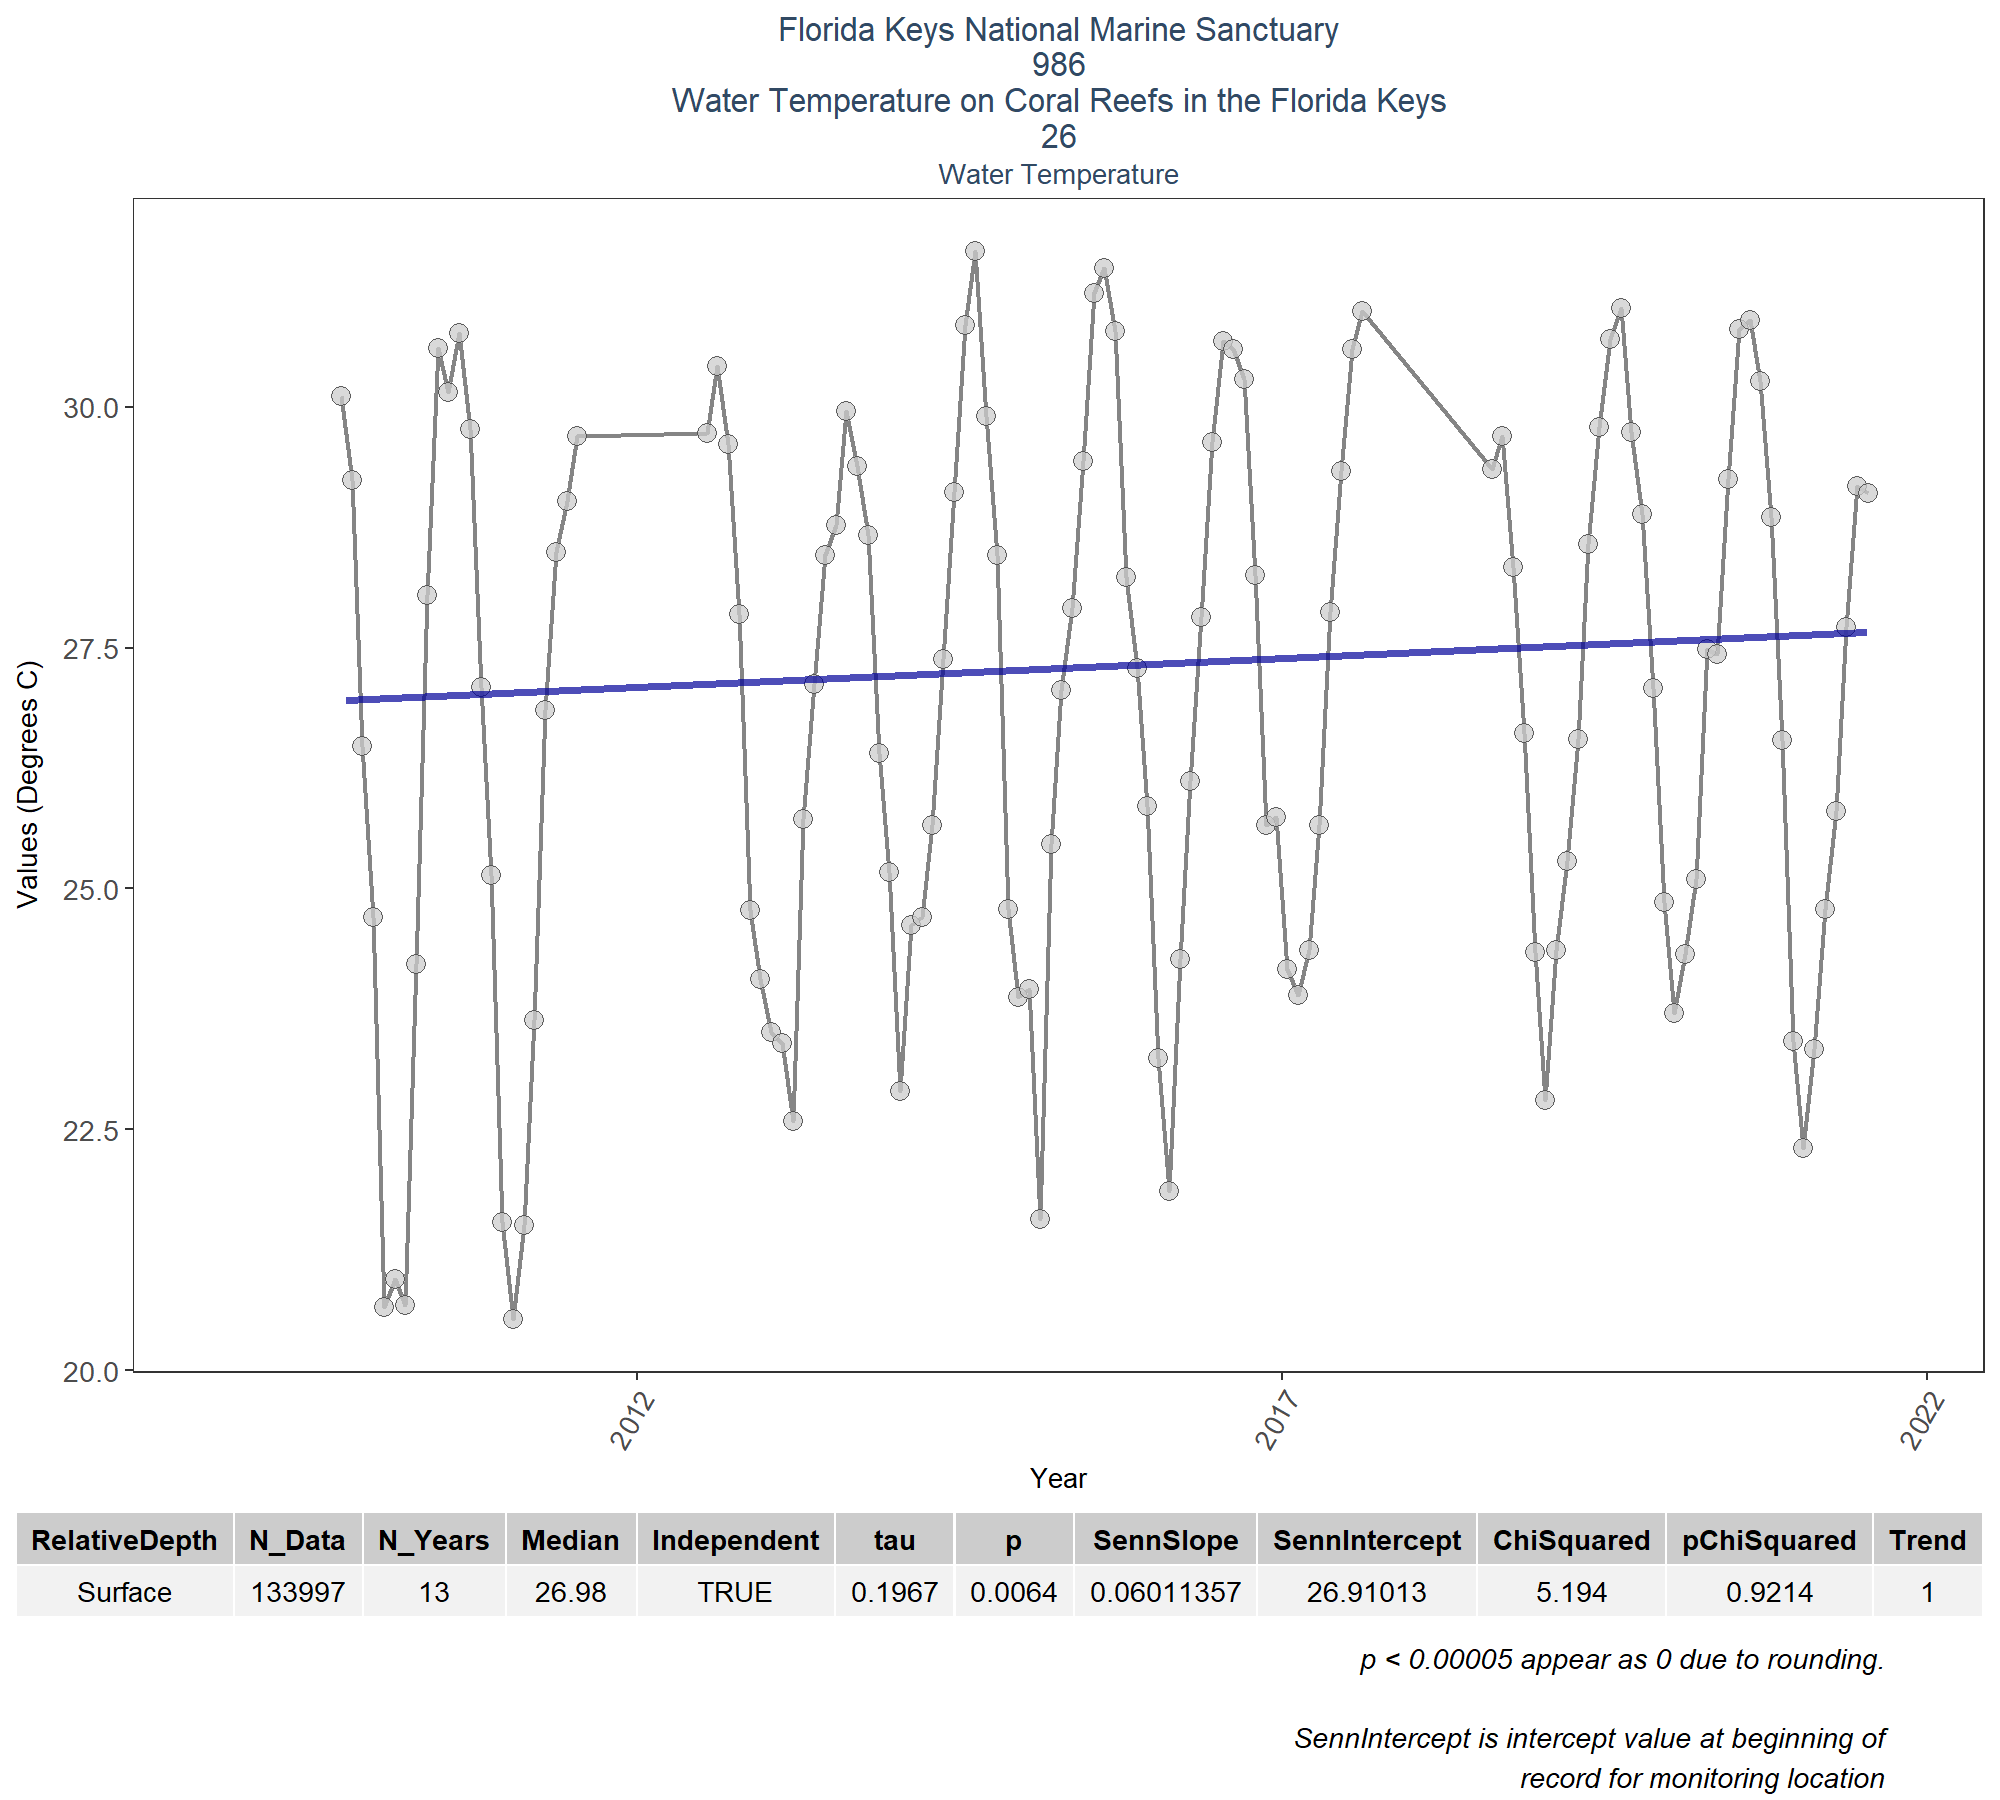 Florida Keys National Marine Sanctuary
986
Water Temperature on Coral Reefs in the Florida Keys
26
Water Temperature
Values (Degrees C)
30.0
27.5
25.0
22.5
20.0
2012 2017 2022
Year
RelativeDepth N_Data N_Years Median Independent tau p SennSlope SennIntercept ChiSquared pChiSquared Trend
Surface 133997 13 26.98 TRUE 0.1967 0.0064 0.06011357 26.91013 5.194 0.9214 1
p < 0.00005 appear as 0 due to rounding.
SennIntercept is intercept value at beginning of
record for monitoring location